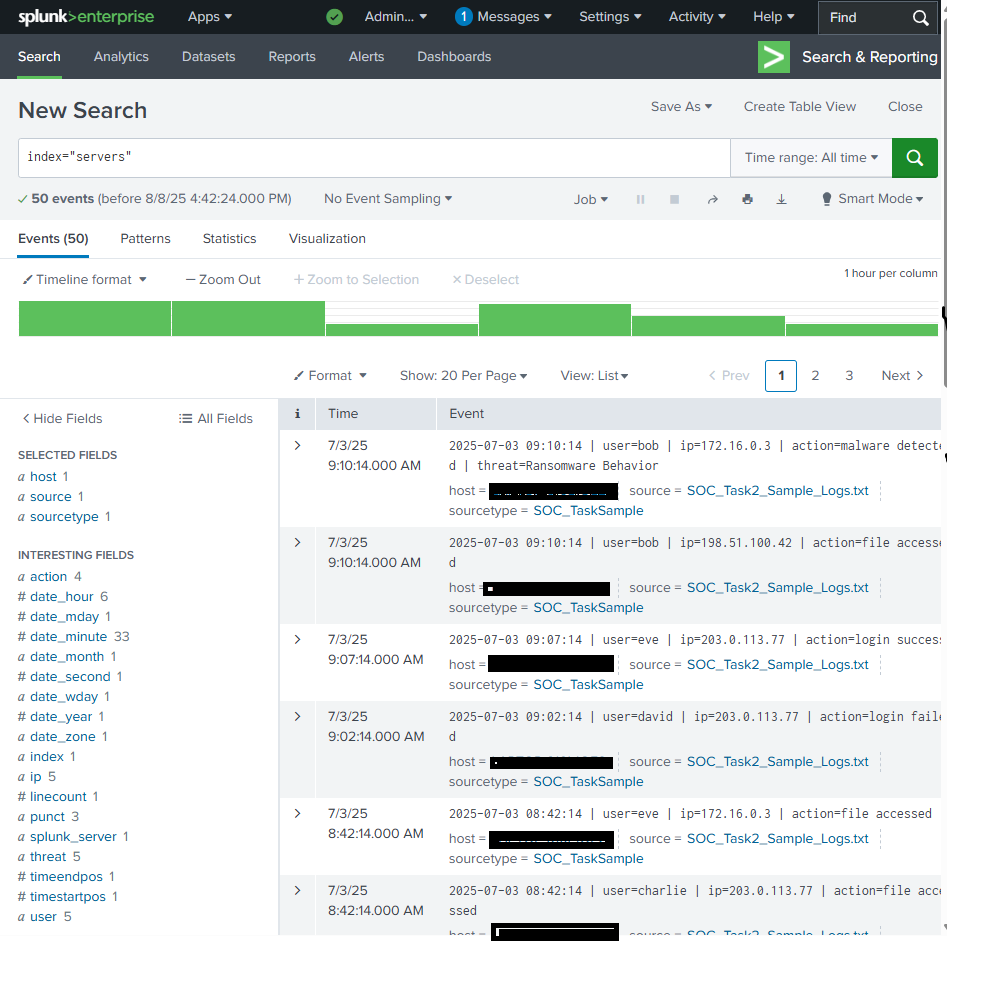 splunk>enterprise Apps Admin... 1 Messages Settings Activity Help Find
Search Analytics Datasets Reports Alerts Dashboards Search & Reporting
New Search Save As Create Table View Close
index="servers" Time range: All time
50 events (before 8/8/25 4:42:24.000 PM) No Event Sampling Job Smart Mode
Events (50) Patterns Statistics Visualization
Timeline format — Zoom Out + Zoom to Selection × Deselect 1 hour per column
Format Show: 20 Per Page View: List < Prev 1 2 3 Next >
< Hide Fields All Fields
SELECTED FIELDS
a host 1
a source 1
a sourcetype 1
INTERESTING FIELDS
a action 4
# date_hour 6
# date_mday 1
# date_minute 33
a date_month 1
# date_second 1
a date_wday 1
# date_year 1
a date_zone 1
a index 1
a ip 5
# linecount 1
a punct 3
a splunk_server 1
a threat 5
# timeendpos 1
# timestartpos 1
a user 5
i Time Event
> 7/3/25 2025-07-03 09:10:14 | user=bob | ip=172.16.0.3 | action=malware detecte
9:10:14.000 AM d | threat=Ransomware Behavior
host = source = SOC_Task2_Sample_Logs.txt
sourcetype = SOC_TaskSample
> 7/3/25 2025-07-03 09:10:14 | user=bob | ip=198.51.100.42 | action=file accesse
9:10:14.000 AM d
host = source = SOC_Task2_Sample_Logs.txt
sourcetype = SOC_TaskSample
> 7/3/25 2025-07-03 09:07:14 | user=eve | ip=203.0.113.77 | action=login success
9:07:14.000 AM host = source = SOC_Task2_Sample_Logs.txt
sourcetype = SOC_TaskSample
> 7/3/25 2025-07-03 09:02:14 | user=david | ip=203.0.113.77 | action=login faile
9:02:14.000 AM d
host = source = SOC_Task2_Sample_Logs.txt
sourcetype = SOC_TaskSample
> 7/3/25 2025-07-03 08:42:14 | user=eve | ip=172.16.0.3 | action=file accessed
8:42:14.000 AM host = source = SOC_Task2_Sample_Logs.txt
sourcetype = SOC_TaskSample
> 7/3/25 2025-07-03 08:42:14 | user=charlie | ip=203.0.113.77 | action=file acce
8:42:14.000 AM ssed
host = source = SOC_Task2_Sample_Logs.txt